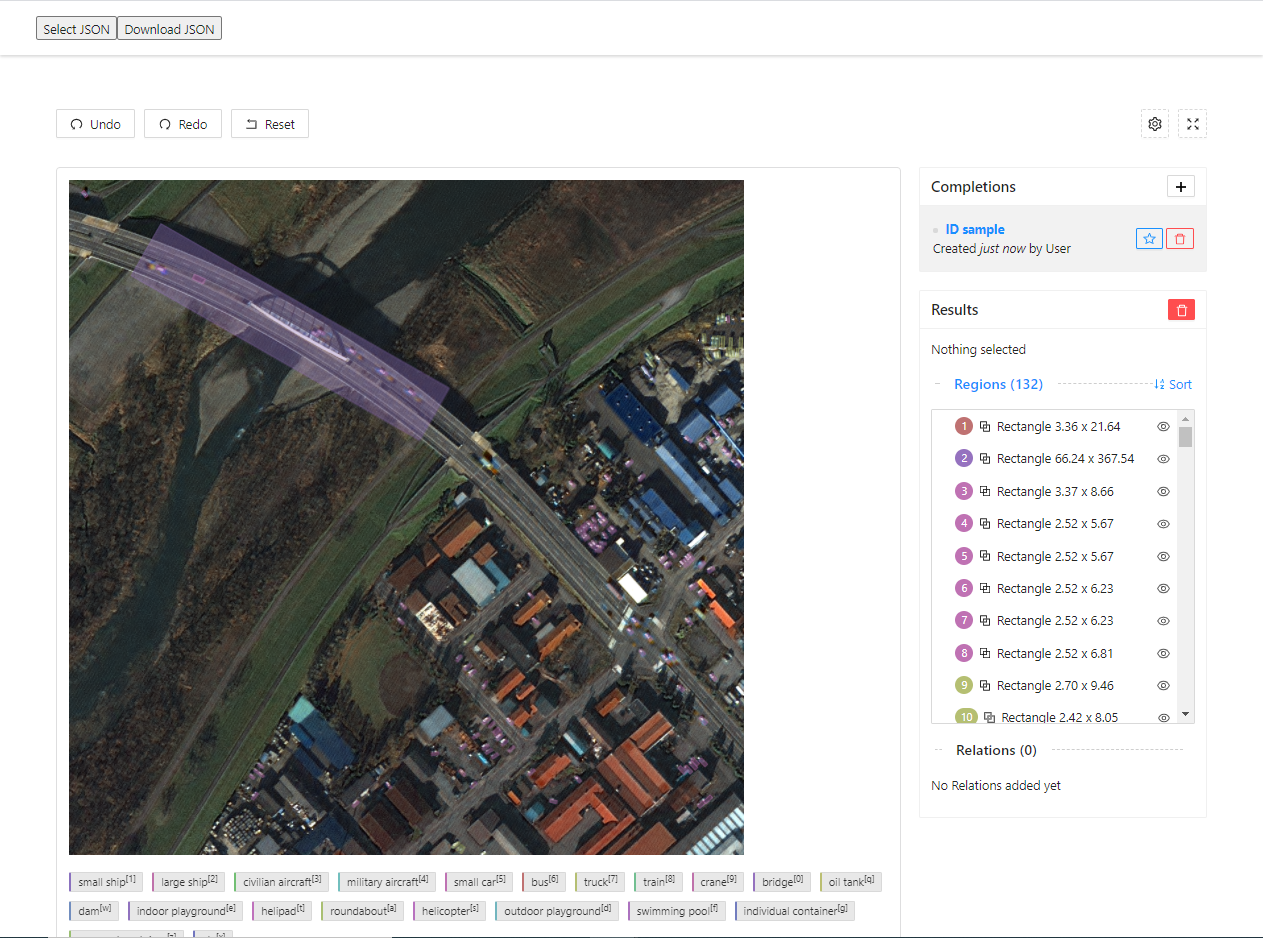 Select JSON Download JSON
Undo Redo Reset
Completions
ID sample
Created just now by User
Results
Nothing selected
Regions (132) Sort
1 Rectangle 3.36 x 21.64
2 Rectangle 66.24 x 367.54
3 Rectangle 3.37 x 8.66
4 Rectangle 2.52 x 5.67
5 Rectangle 2.52 x 5.67
6 Rectangle 2.52 x 6.23
7 Rectangle 2.52 x 6.23
8 Rectangle 2.52 x 6.81
9 Rectangle 2.70 x 9.46
10 Rectangle 2.42 x 8.05
Relations (0)
No Relations added yet
small ship[1] large ship[2] civilian aircraft[3] military aircraft[4] small car[5] bus[6] truck[7] train[8] crane[9] bridge[0] oil tank[q]
dam[w] indoor playground[e] helipad[t] roundabout[a] helicopter[s] outdoor playground[d] swimming pool[f] individual container[g]